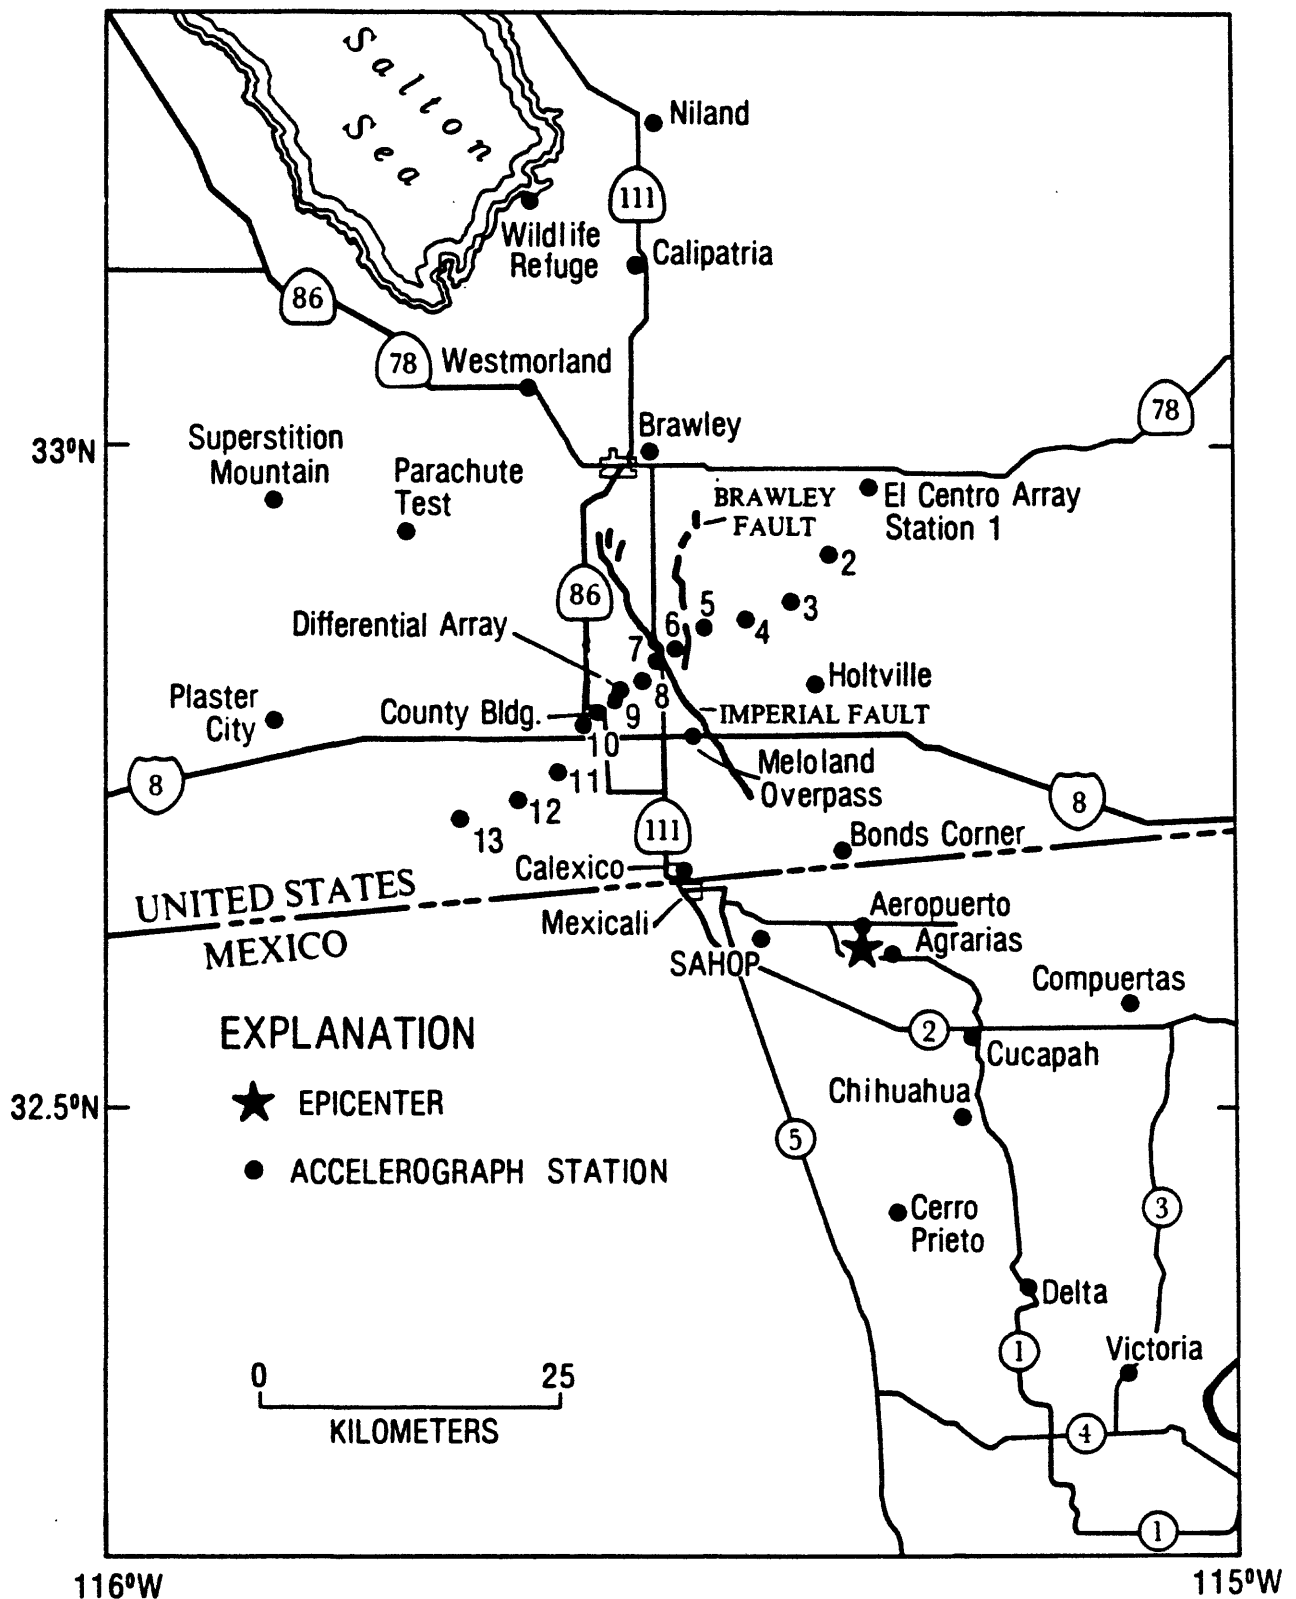 Salton
Sea
Niland
111
Wildlife
Refuge
Calipatria
86
78
Westmorland
78
Superstition
Mountain
Parachute
Test
Brawley
33°N
BRAWLEY
FAULT
El Centro Array
Station 1
2
86
3
Differential Array
5
4
6
7
Holtville
Plaster
City
County Bldg.
8
9
IMPERIAL FAULT
10
Meloland
Overpass
8
11
8
12
13
111
Bonds Corner
Calexico
UNITED STATES
MEXICO
Mexicali
Aeropuerto
Agrarias
SAHOP
Compuertas
EXPLANATION
2
Cucapah
EPICENTER
Chihuahua
32.5°N
5
ACCELEROGRAPH STATION
Cerro
Prieto
3
Delta
1
Victoria
0 25
KILOMETERS
4
1
116°W
115°W